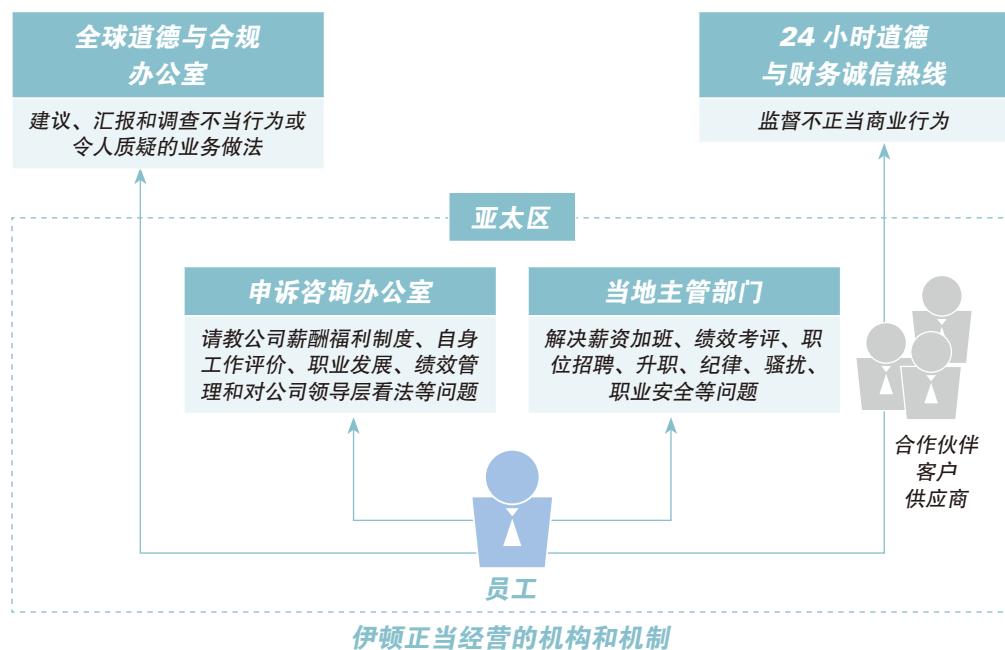 全球道德与合规
办公室
建议、汇报和调查不当行为或
令人质疑的业务做法
24 小时道德
与财务诚信热线
监督不正当商业行为
亚太区
申诉咨询办公室
请教公司薪酬福利制度、自身
工作评价、职业发展、绩效管
理和对公司领导层看法等问题
当地主管部门
解决薪资加班、绩效考评、职
位招聘、升职、纪律、骚扰、
职业安全等问题
合作伙伴
客户
供应商
员工
伊顿正当经营的机构和机制